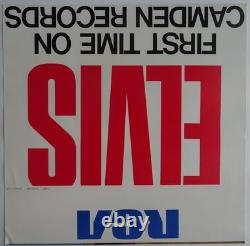 RCA
ELVIS
FIRST TIME ON
CAMDEN RECORDS